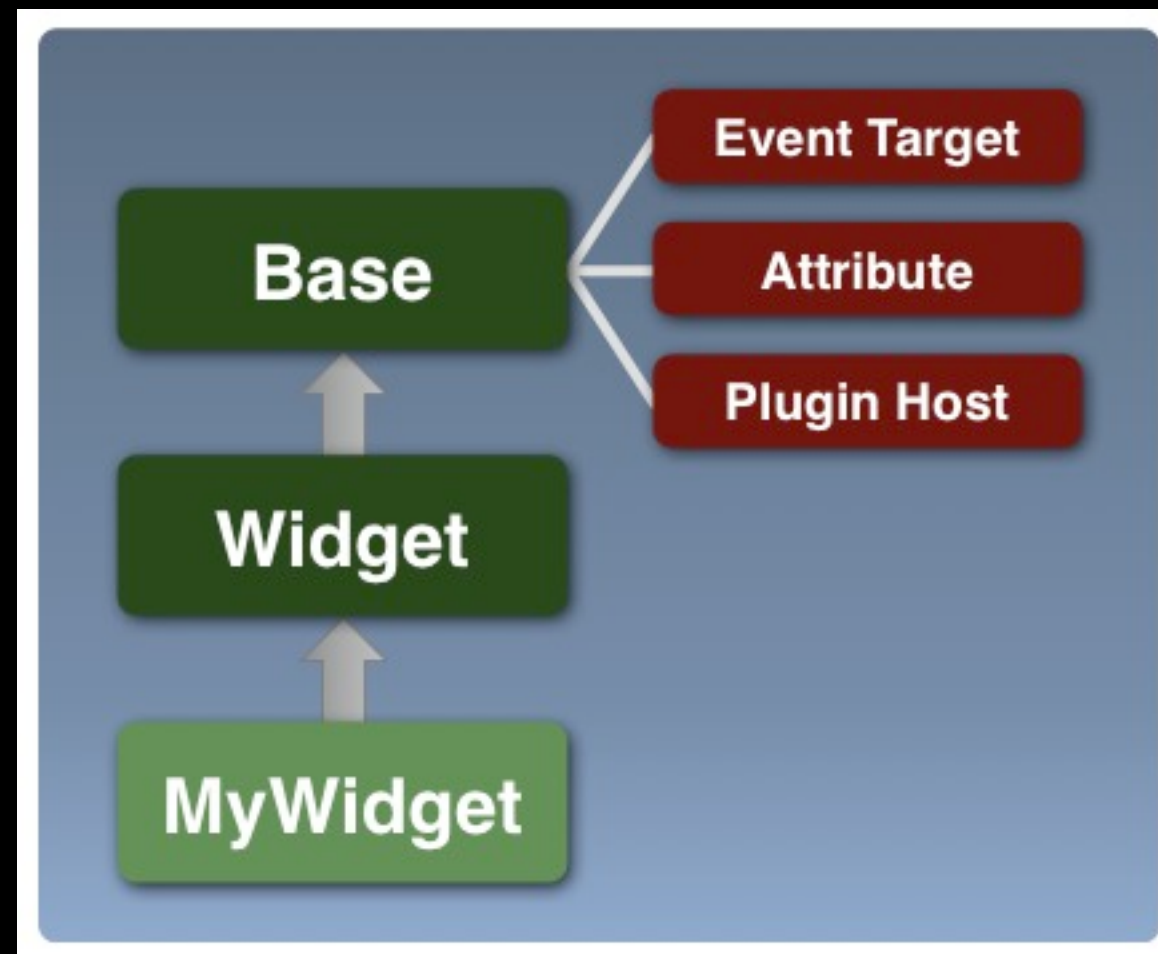 Event Target
Base
Attribute
Plugin Host
Widget
MyWidget